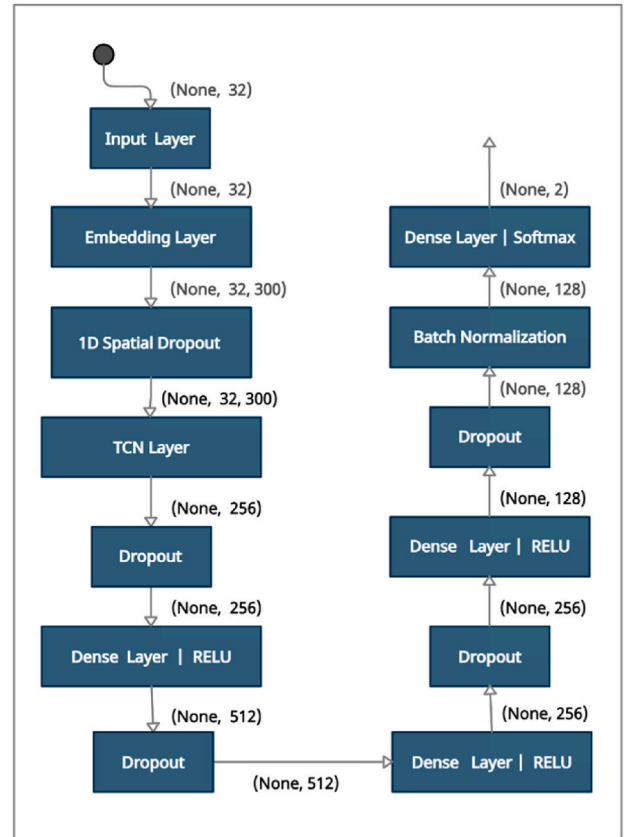 (None, 32)
Input Layer
(None, 32)
Embedding Layer
(None, 32, 300)
1D Spatial Dropout
(None, 32, 300)
TCN Layer
(None, 256)
Dropout
(None, 256)
Dense Layer | RELU
(None, 512)
Dropout
(None, 512)
Dense Layer | RELU
(None, 256)
Dropout
(None, 256)
Dense Layer | RELU
(None, 128)
Dropout
(None, 128)
Batch Normalization
(None, 128)
Dense Layer | Softmax
(None, 2)